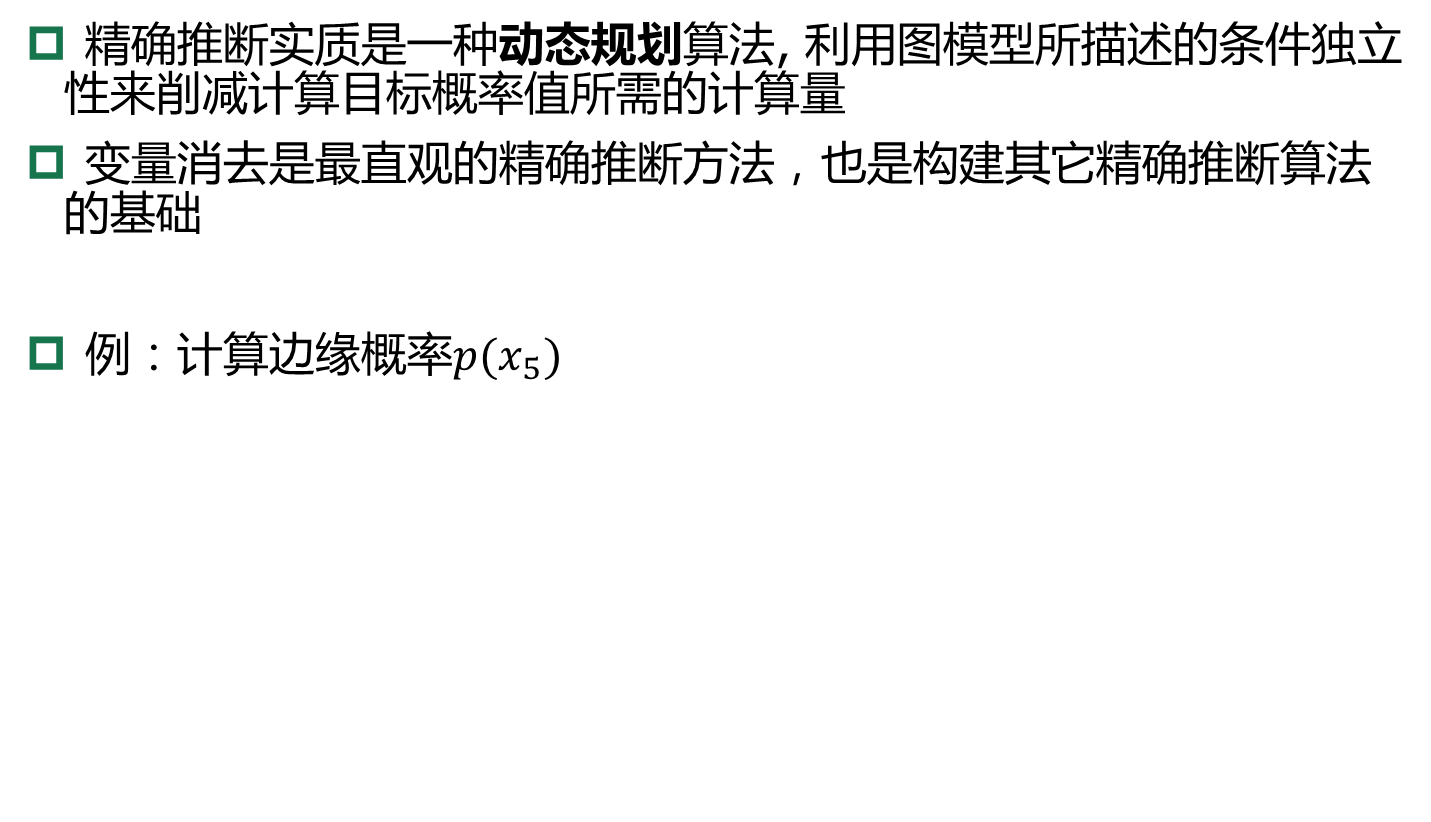 精确推断实质是一种动态规划算法, 利用图模型所描述的条件独立
性来削减计算目标概率值所需的计算量
变量消去是最直观的精确推断方法，也是构建其它精确推断算法
的基础
例：计算边缘概率𝑝(𝑥₅)